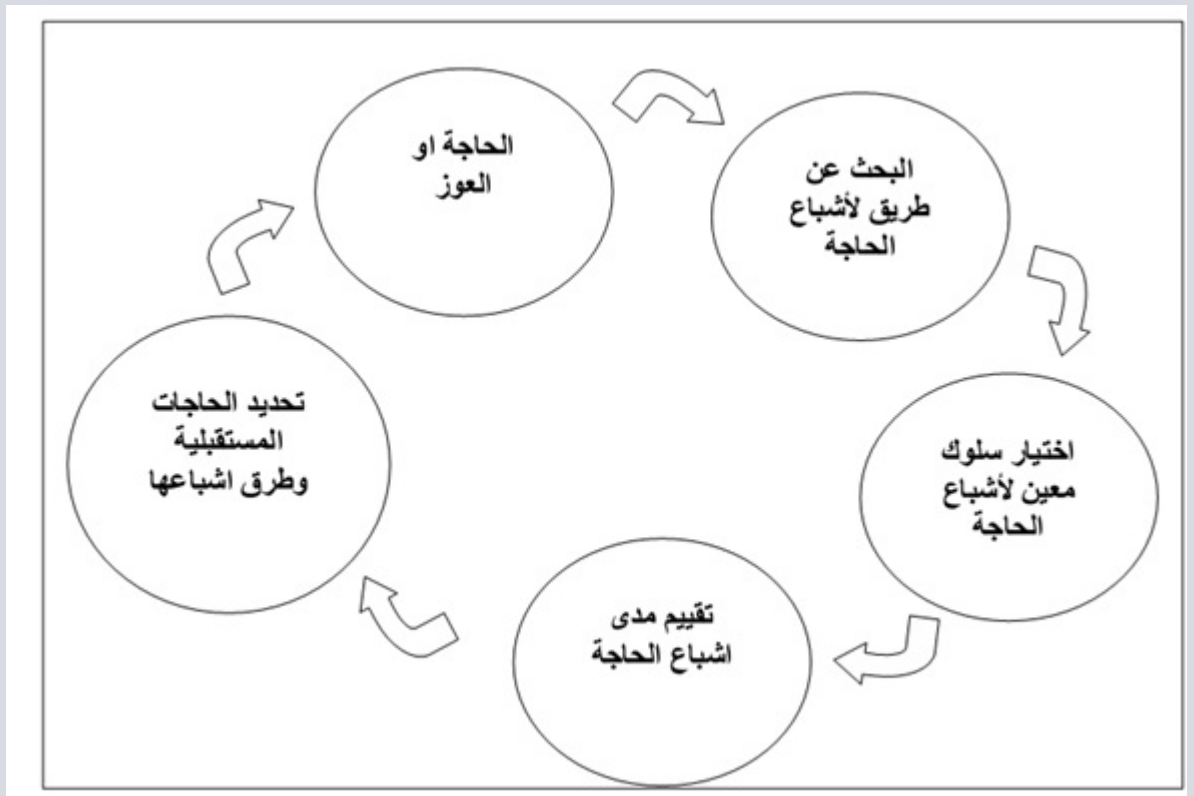 الحاجة او
العوز
البحث عن
طريق لأشباع
الحاجة
اختيار سلوك
معين لأشباع
الحاجة
تقييم مدى
اشباع الحاجة
تحديد الحاجات
المستقبلية
وطرق اشباعها